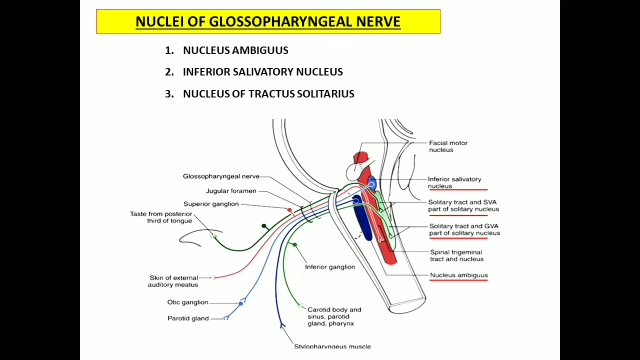 NUCLEI OF GLOSSOPHARYNGEAL NERVE
1. NUCLEUS AMBIGUUS
2. INFERIOR SALIVATORY NUCLEUS
3. NUCLEUS OF TRACTUS SOLITARIUS
Facial motor
nucleus
Glossopharyngeal nerve
Inferior salivatory
nucleus
Jugular foramen
Superior ganglion
Solitary tract and SVA
part of solitary nucleus
Taste from posterior
third of tongue
Solitary tract and GVA
part of solitary nucleus
Spinal trigeminal
tract and nucleus
Inferior ganglion
Nucleus ambiguus
Skin of external
auditory meatus
Otic ganglion
Parotid gland
Carotid body and
sinus, parotid
gland, pharynx
Stylopharyngeus muscle